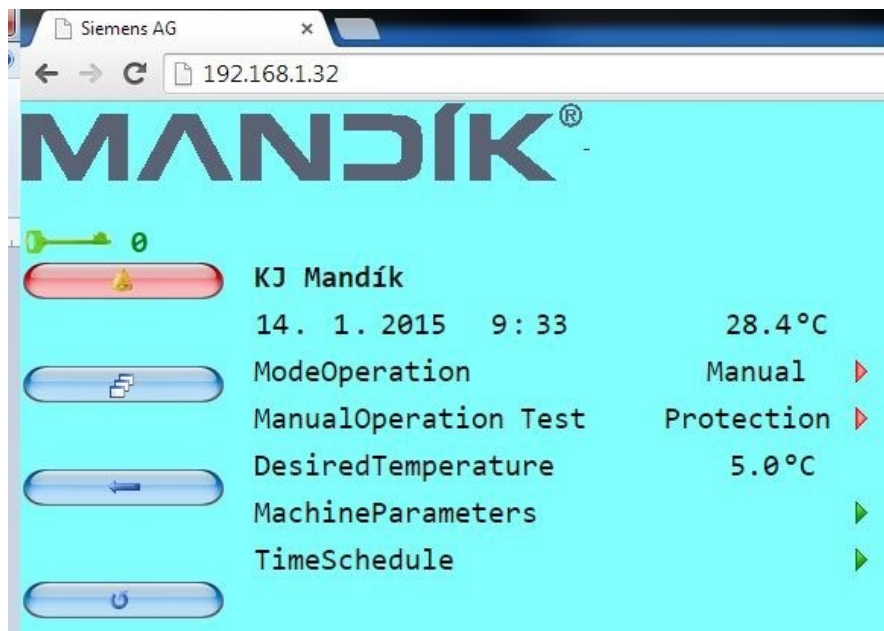 Siemens AG
192.168.1.32
MANDÍK®
0
KJ Mandík
14. 1. 2015 9:33 28.4°C
ModeOperation Manual
ManualOperation Test Protection
DesiredTemperature 5.0°C
MachineParameters
TimeSchedule